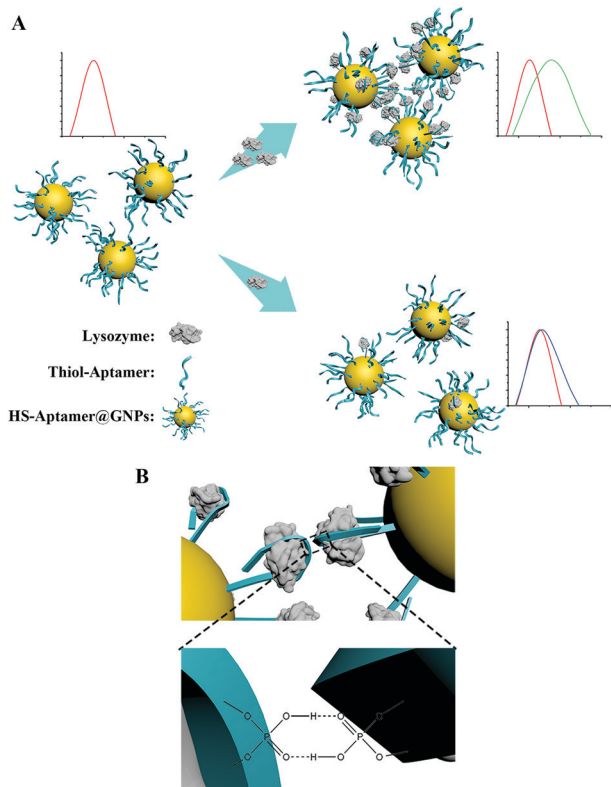 A
Lysozyme:
Thiol-Aptamer:
HS-Aptamer@GNPs:
B
O O—H O O
P P
O O H—O O